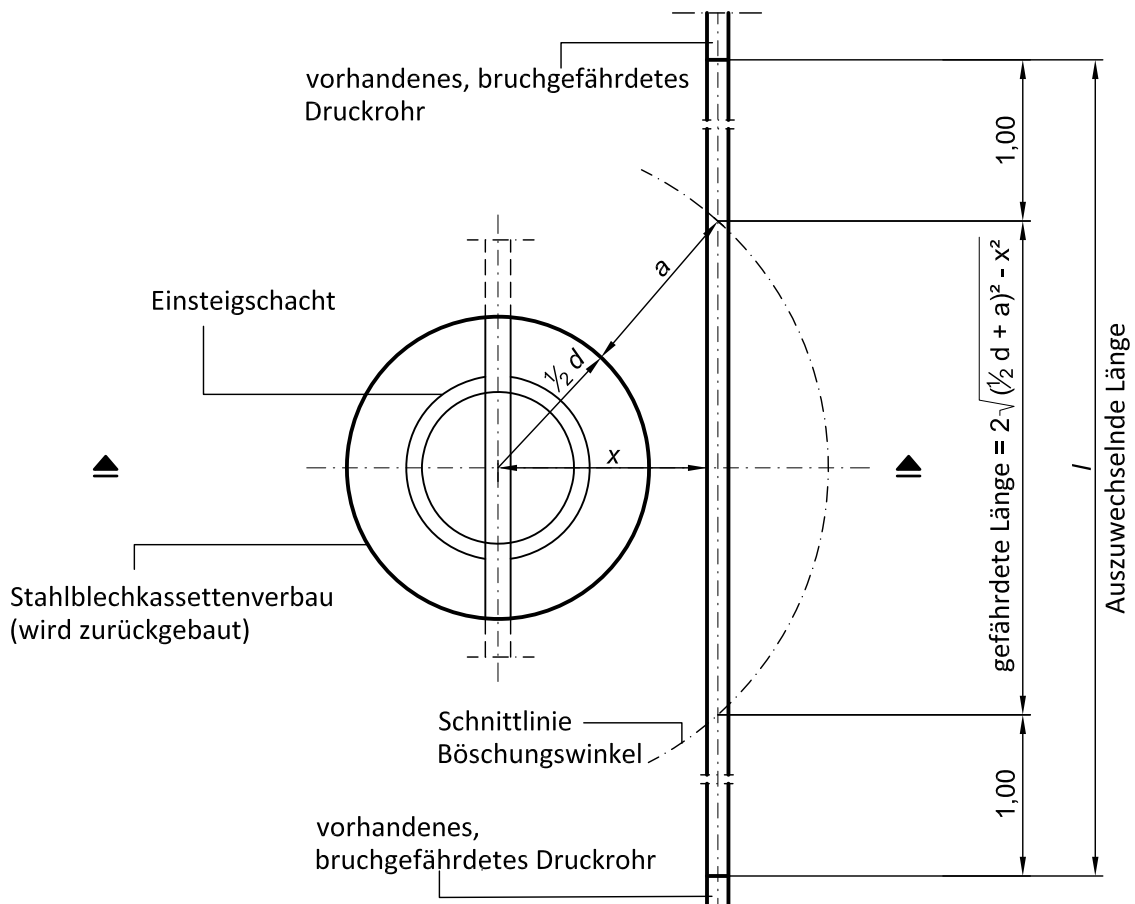 vorhandenes, bruchgefährdetes
Druckrohr
1,00
a
Einsteigschacht
½ d
x
gefährdete Länge = 2√(½ d + a)² - x²
l
Auszuwechselnde Länge
Stahlblechkassettenverbau
(wird zurückgebaut)
Schnittlinie
Böschungswinkel
1,00
vorhandenes,
bruchgefährdetes Druckrohr